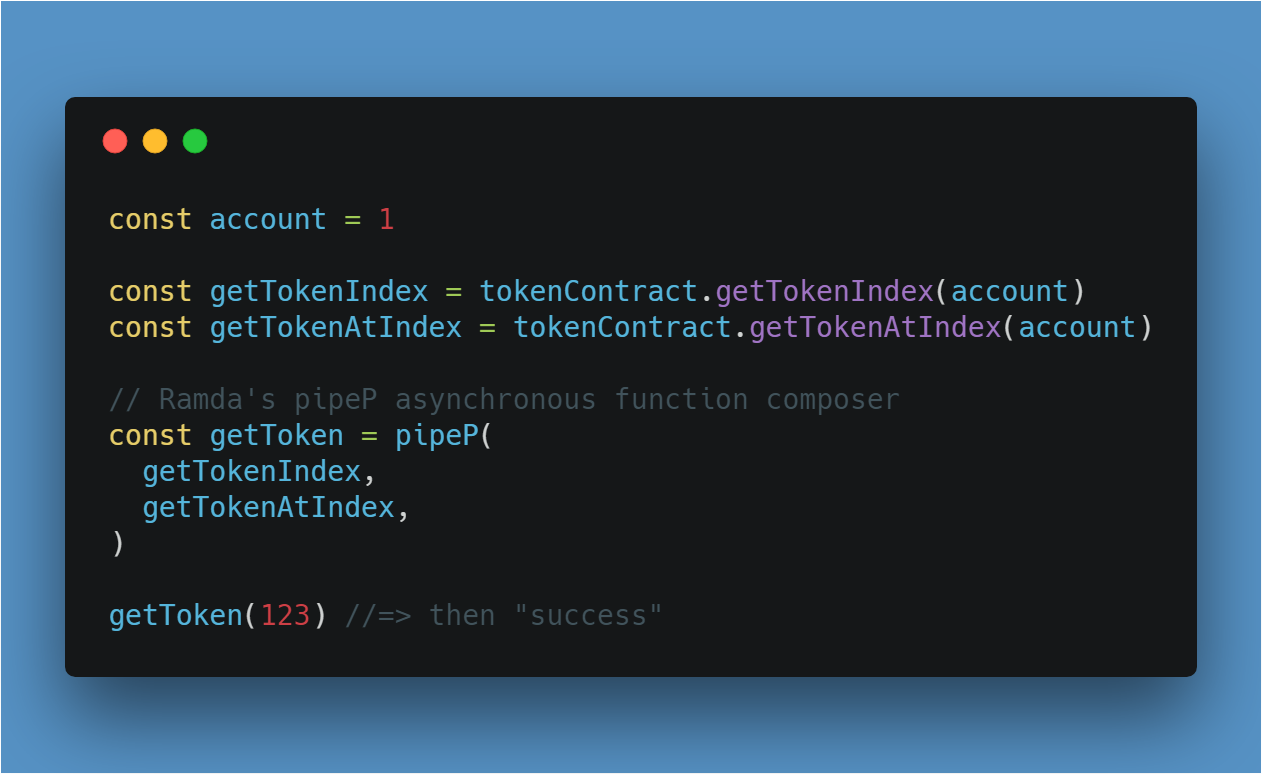 const account = 1
const getTokenIndex = tokenContract.getTokenIndex(account)
const getTokenAtIndex = tokenContract.getTokenAtIndex(account)
// Ramda's pipeP asynchronous function composer
const getToken = pipeP(
  getTokenIndex,
  getTokenAtIndex,
)
getToken(123) //=> then "success"